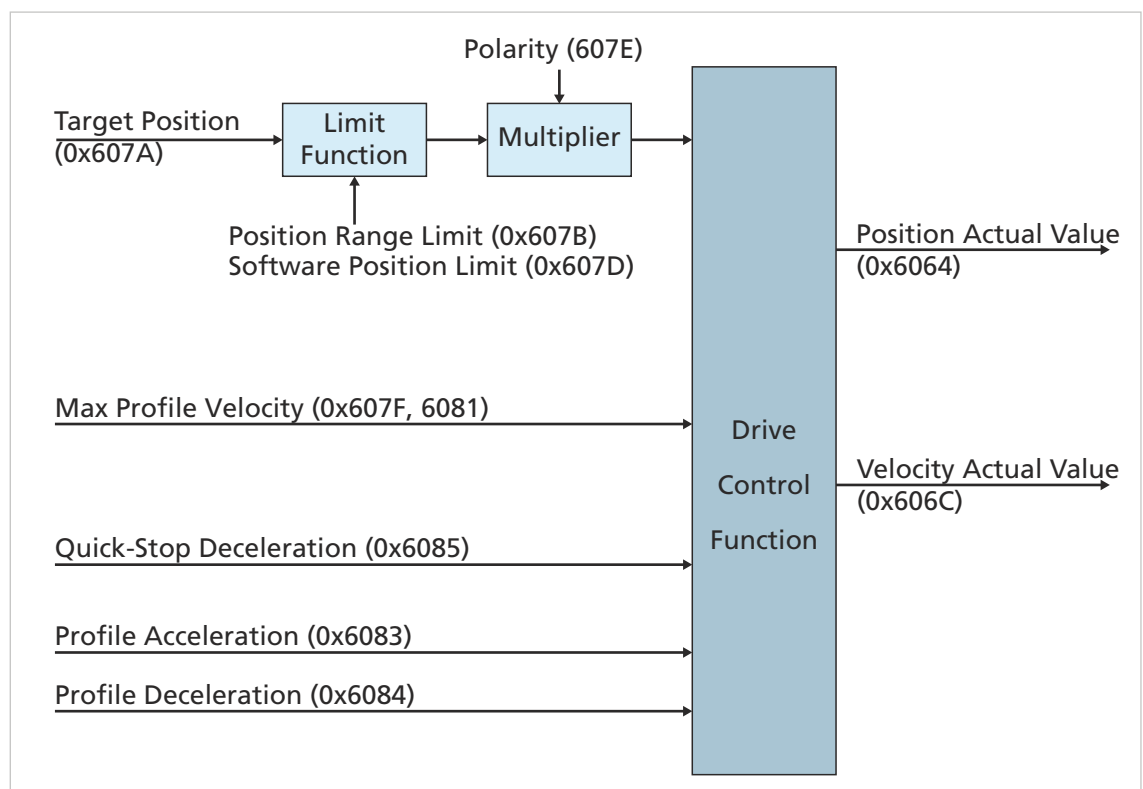 Polarity (607E)
Target Position
(0x607A)
Limit
Function
Multiplier
Position Range Limit (0x607B)
Software Position Limit (0x607D)
Position Actual Value
(0x6064)
Max Profile Velocity (0x607F, 6081)
Drive
Control
Function
Velocity Actual Value
(0x606C)
Quick-Stop Deceleration (0x6085)
Profile Acceleration (0x6083)
Profile Deceleration (0x6084)